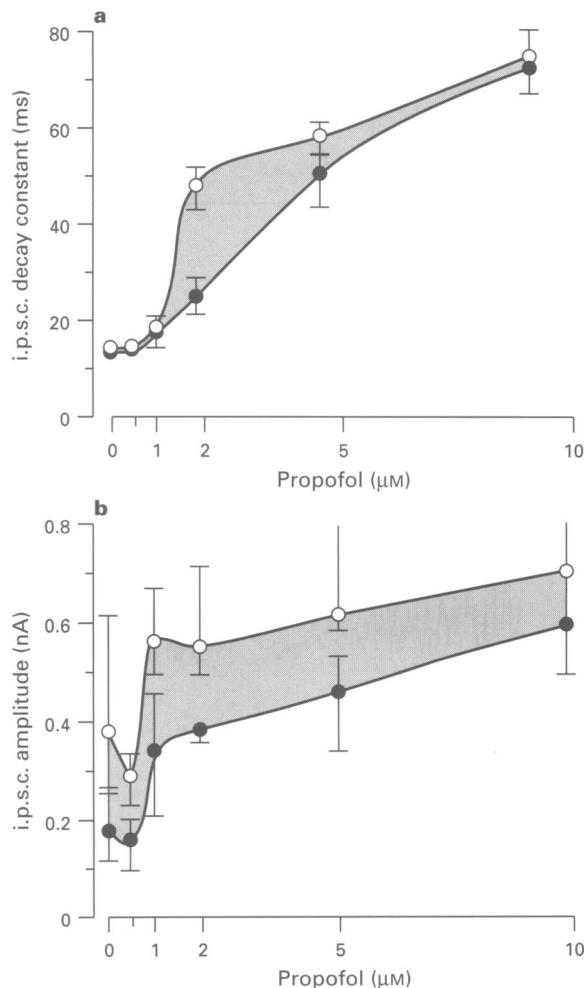 a
80
60
40
20
0
i.p.s.c. decay constant (ms)
0 1 2 5 10
Propofol (μM)
b
0.8
0.6
0.4
0.2
0
i.p.s.c. amplitude (nA)
0 1 2 5 10
Propofol (μM)